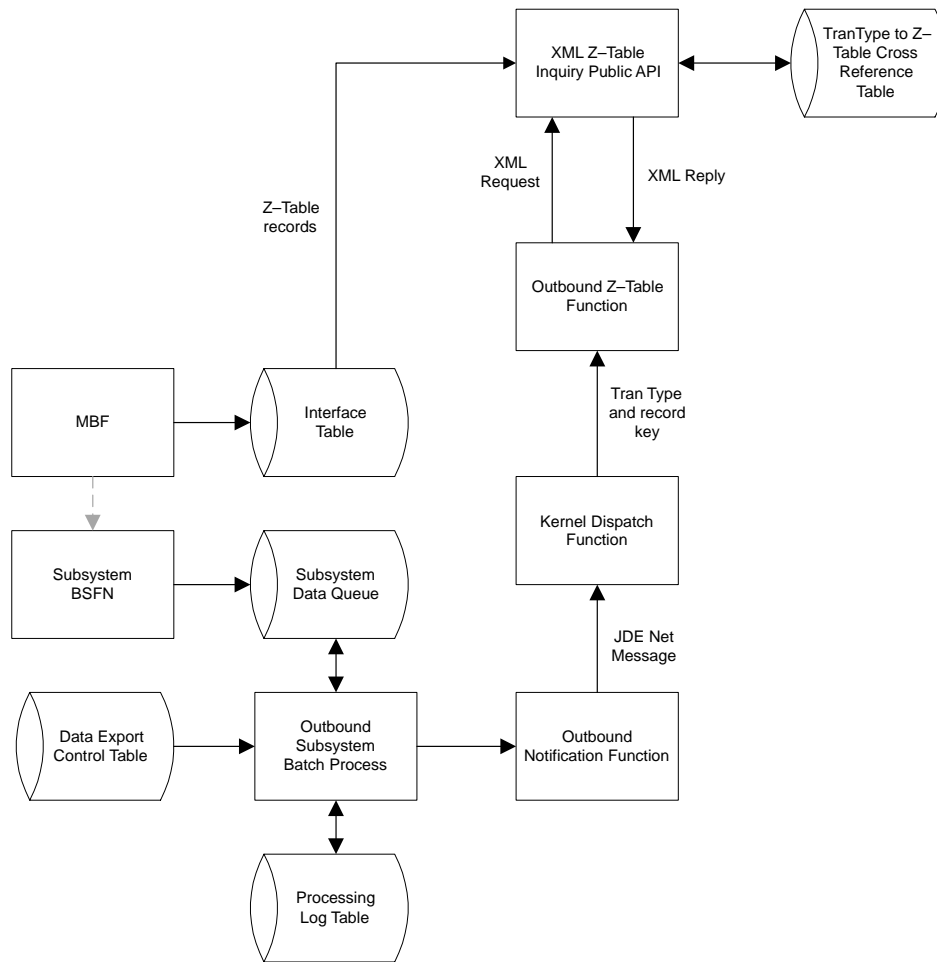 XML Z–Table
Inquiry Public API
TranType to Z–
Table Cross
Reference
Table
XML
Request
XML Reply
Z–Table
records
Outbound Z–Table
Function
MBF
Interface
Table
Tran Type
and record
key
Kernel Dispatch
Function
Subsystem
BSFN
Subsystem
Data Queue
JDE Net
Message
Data Export
Control Table
Outbound
Subsystem
Batch Process
Outbound
Notification Function
Processing
Log Table